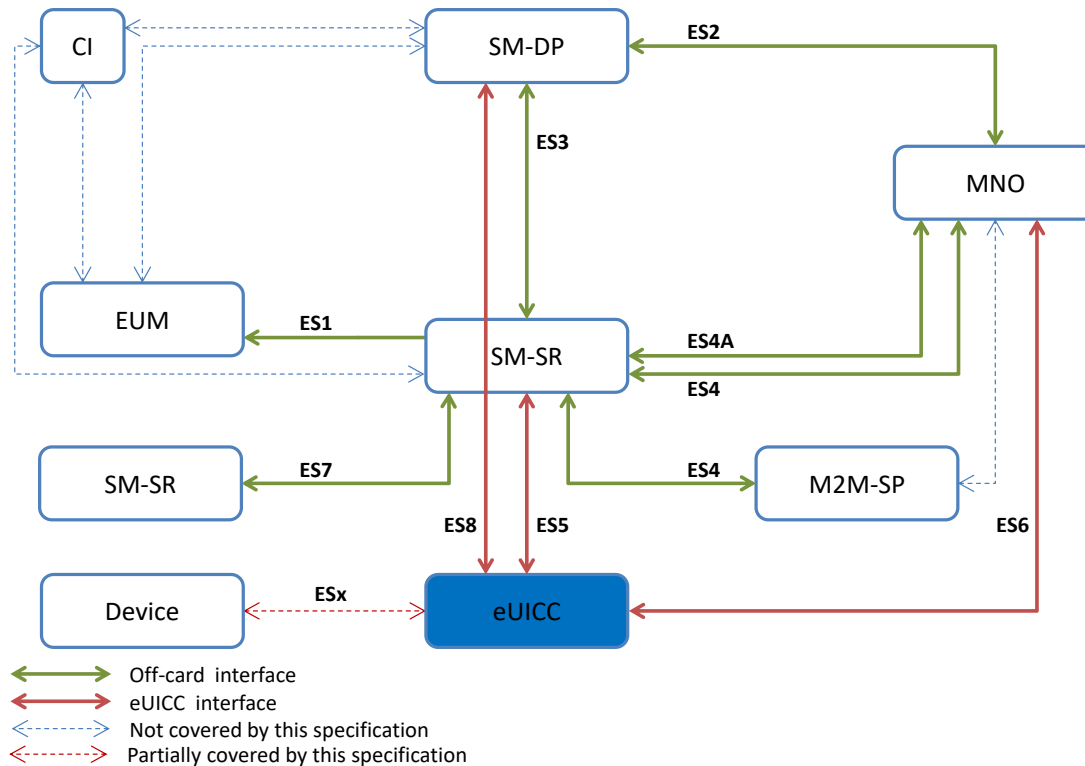 CI
SM-DP
ES2
ES3
MNO
EUM
ES1
SM-SR
ES4A
ES4
SM-SR
ES7
ES4
M2M-SP
ES8
ES5
ES6
Device
ESx
eUICC
Off-card interface
eUICC interface
Not covered by this specification
Partially covered by this specification